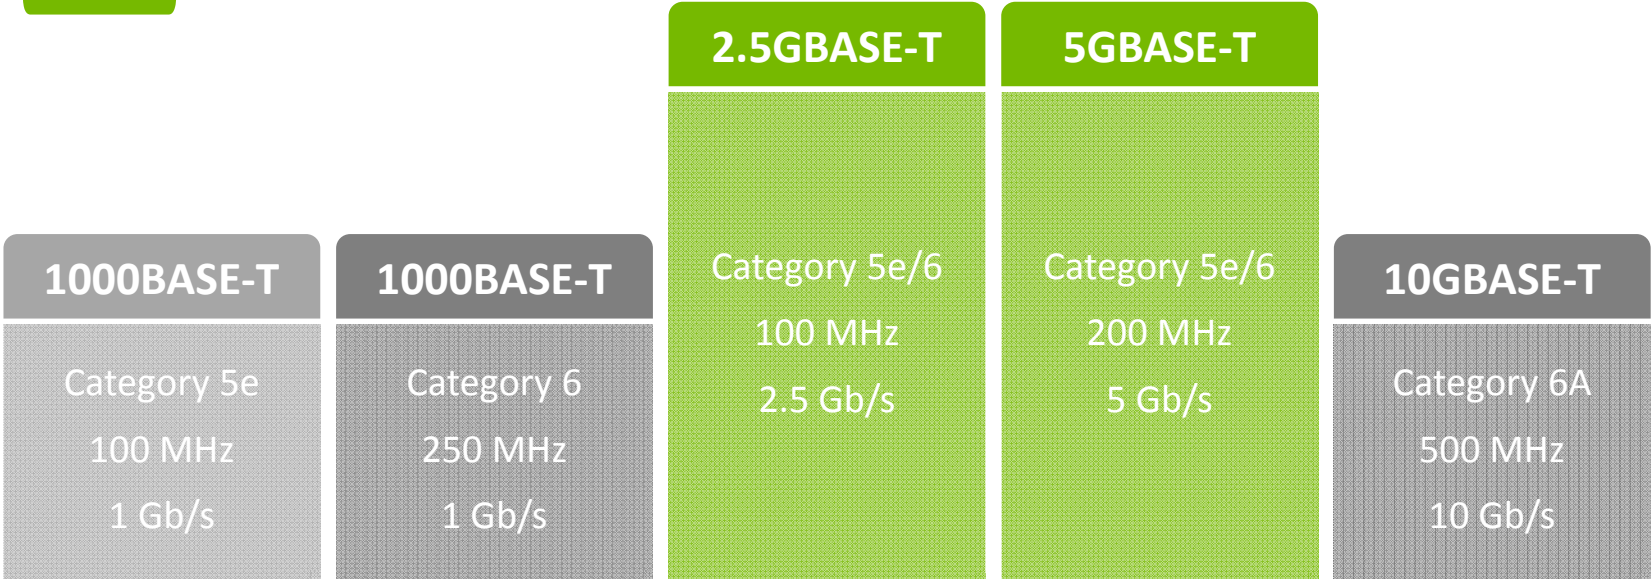 1000BASE-T
Category 5e
100 MHz
1 Gb/s
1000BASE-T
Category 6
250 MHz
1 Gb/s
2.5GBASE-T
Category 5e/6
100 MHz
2.5 Gb/s
5GBASE-T
Category 5e/6
200 MHz
5 Gb/s
10GBASE-T
Category 6A
500 MHz
10 Gb/s